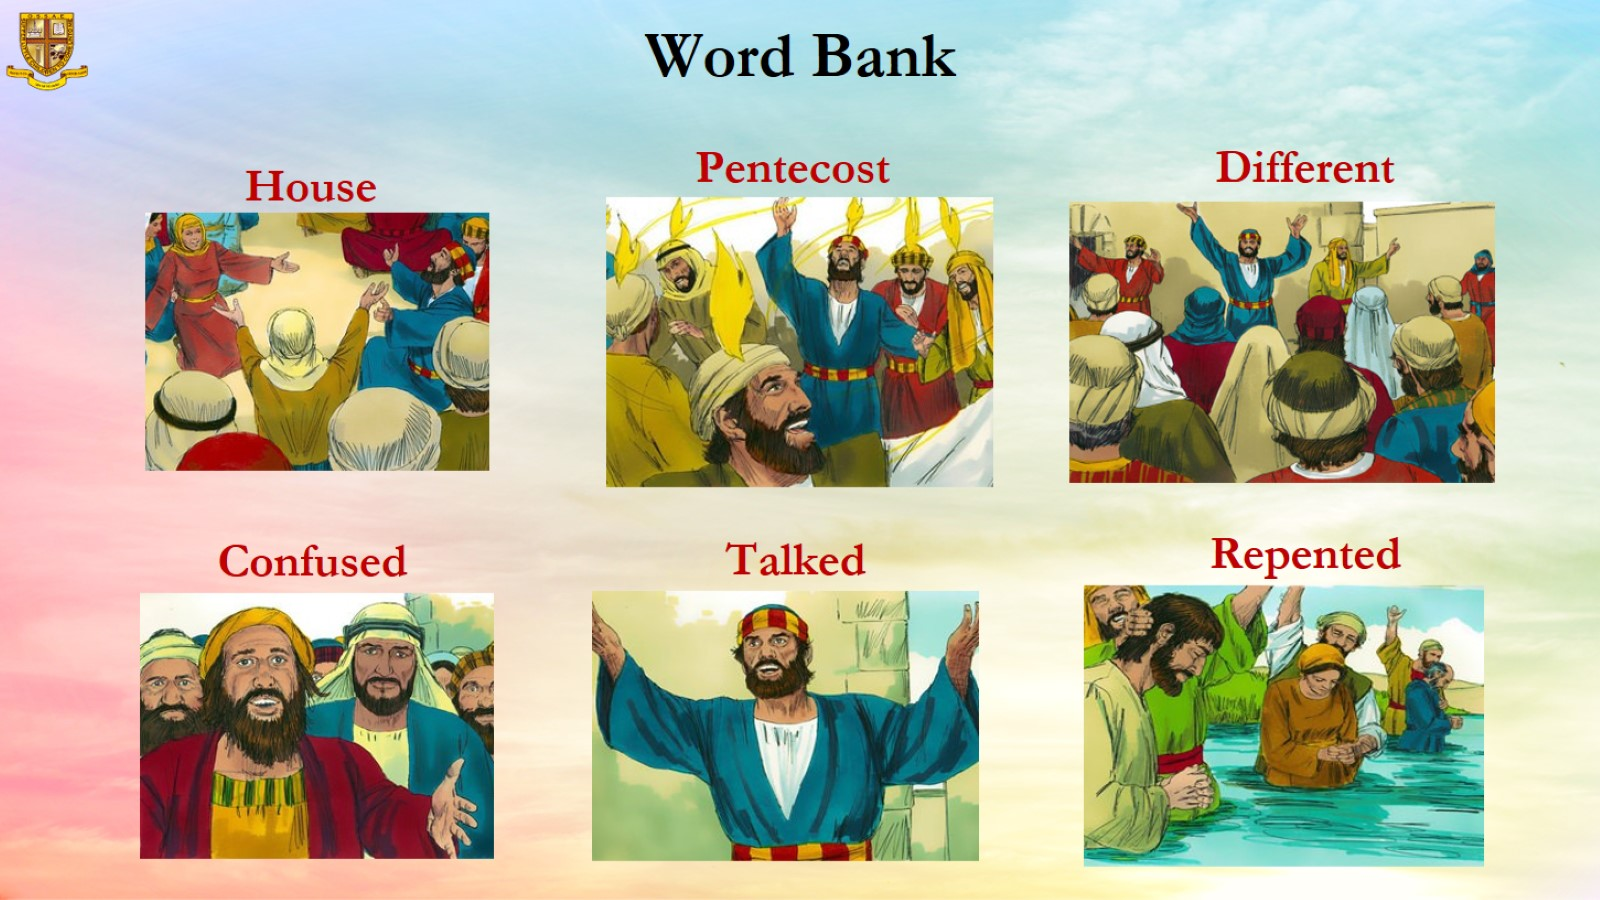 Word Bank
House
Pentecost
Different
Confused
Talked
Repented